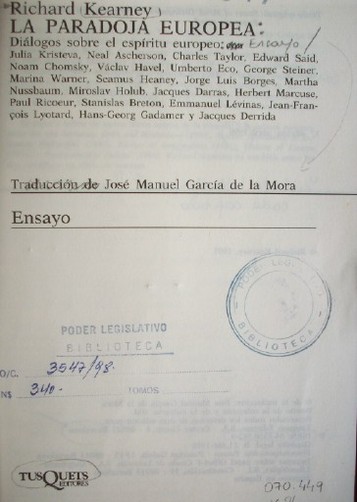 Richard (Kearney)
LA PARADOJA EUROPEA:
Diálogos sobre el espíritu europeo: Ensayo /
Julia Kristeva, Neal Ascherson, Charles Taylor, Edward Said,
Noam Chomsky, Václav Havel, Umberto Eco, George Steiner,
Marina Warner, Seamus Heaney, Jorge Luis Borges, Martha
Nussbaum, Miroslav Holub, Jacques Darras, Herbert Marcuse,
Paul Ricoeur, Stanislas Breton, Emmanuel Lévinas, Jean-Fran-
çois Lyotard, Hans-Georg Gadamer y Jacques Derrida
Traducción de José Manuel García de la Mora
Ensayo
PODER LEGISLATIVO
BIBLIOTECA
PODER LEGISLATIVO
BIBLIOTECA
O/C. 3547/98.
N$ 340.- TOMOS
TUSQUETS
EDITORES
070.449